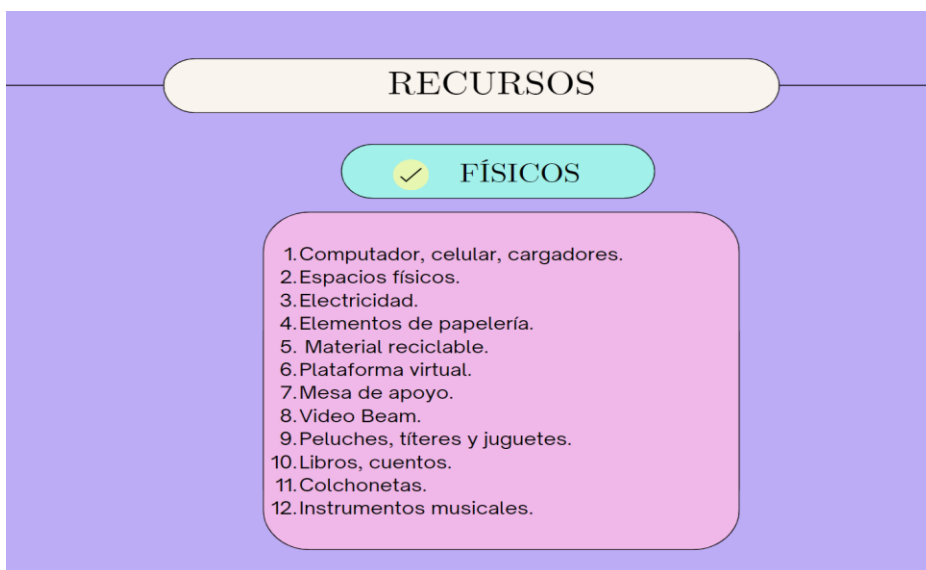 RECURSOS
FÍSICOS
1. Computador, celular, cargadores.
2. Espacios físicos.
3. Electricidad.
4. Elementos de papelería.
5. Material reciclable.
6. Plataforma virtual.
7. Mesa de apoyo.
8. Video Beam.
9. Peluches, títeres y juguetes.
10. Libros, cuentos.
11. Colchonetas.
12. Instrumentos musicales.